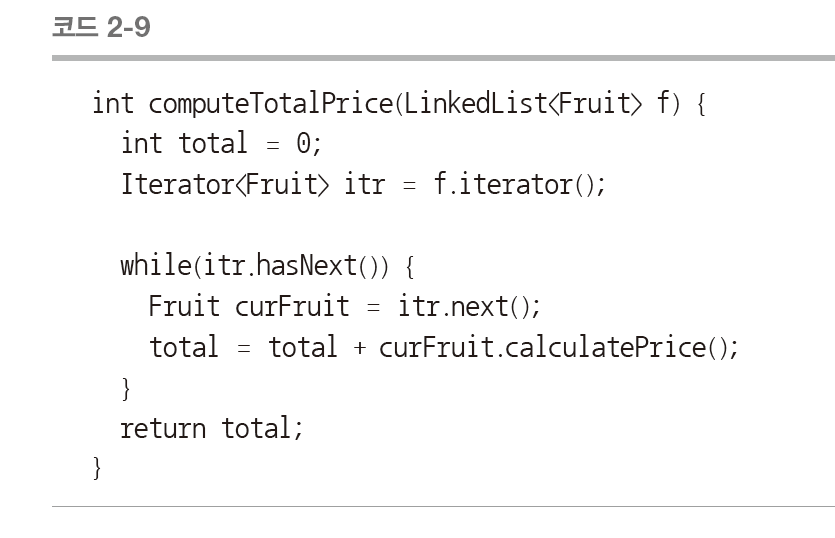 코드 2-9
int computeTotalPrice(LinkedList<Fruit> f) {
int total = 0;
Iterator<Fruit> itr = f.iterator();
while(itr.hasNext()) {
Fruit curFruit = itr.next();
total = total + curFruit.calculatePrice();
}
return total;
}